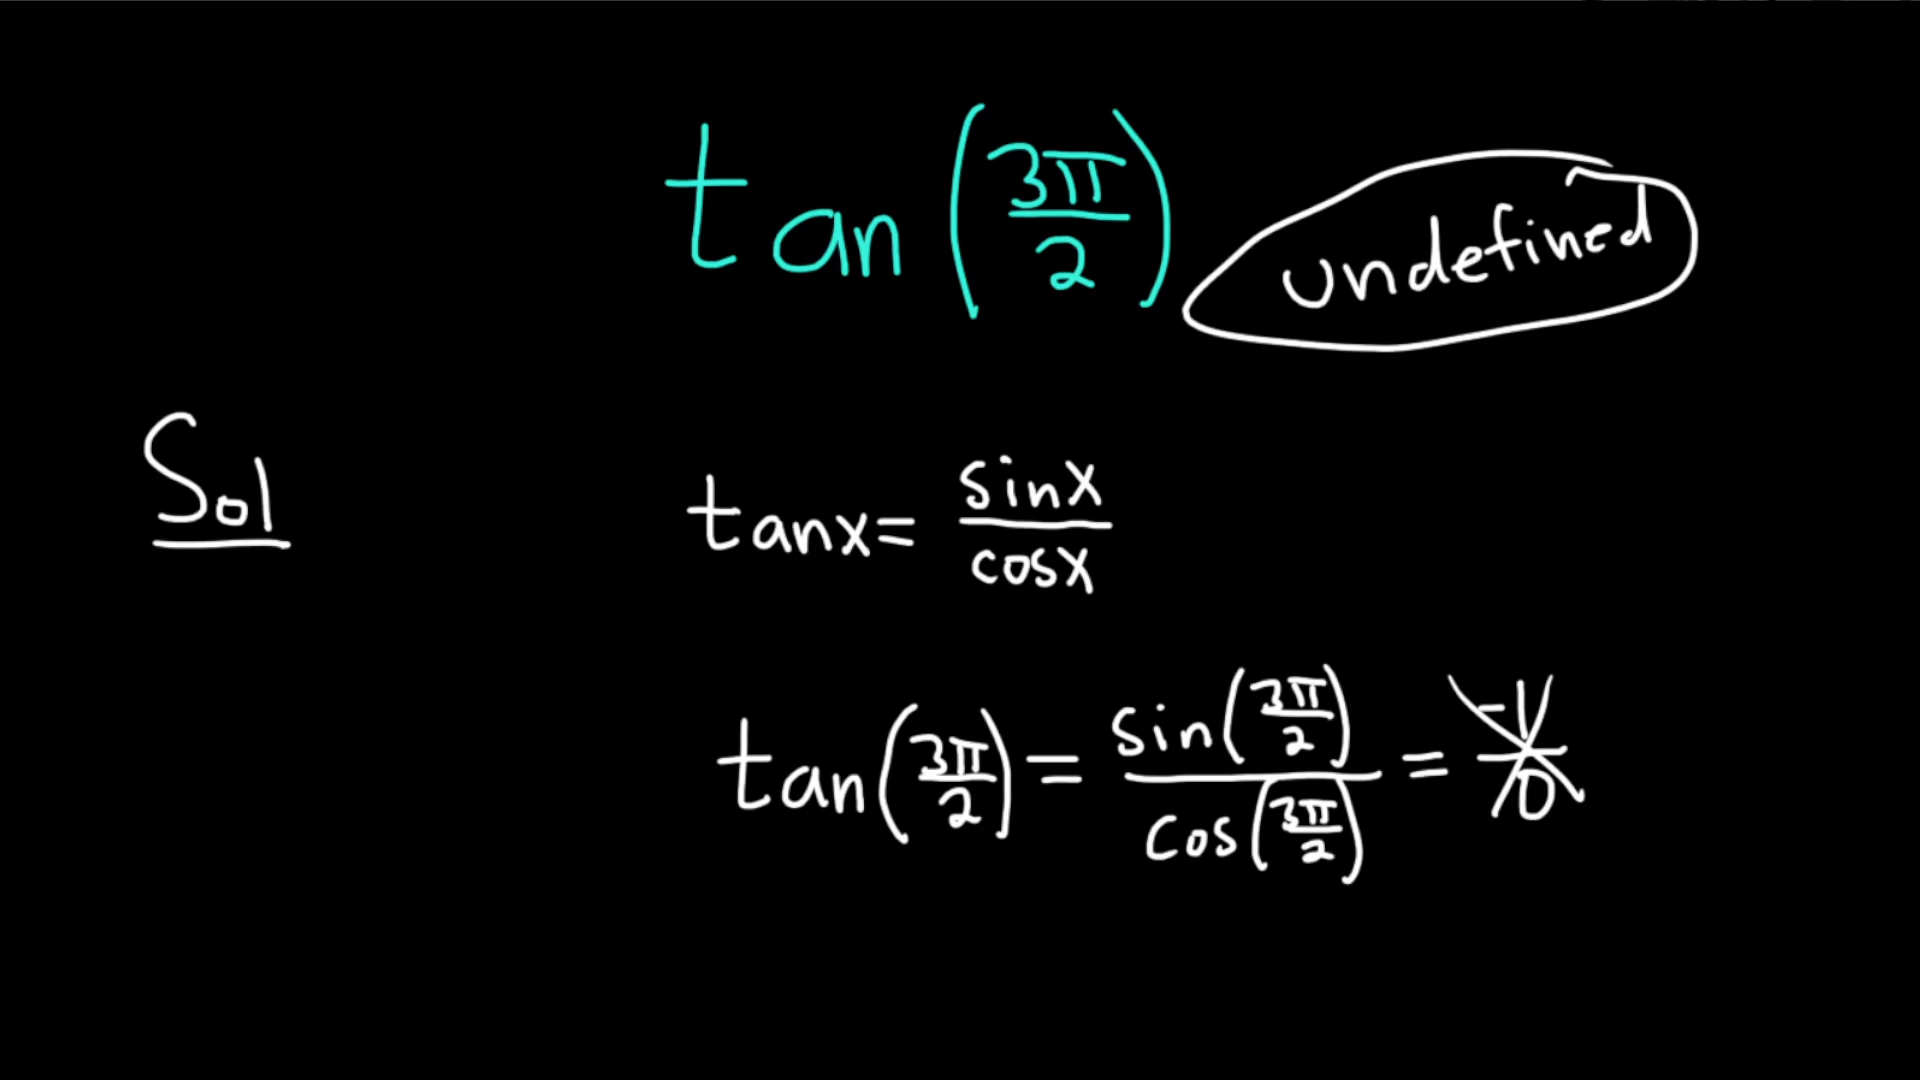 tan(3π/2) undefined
Sol tanx = sinx/cosx
tan(3π/2) = sin(3π/2)/cos(3π/2) = -1/0